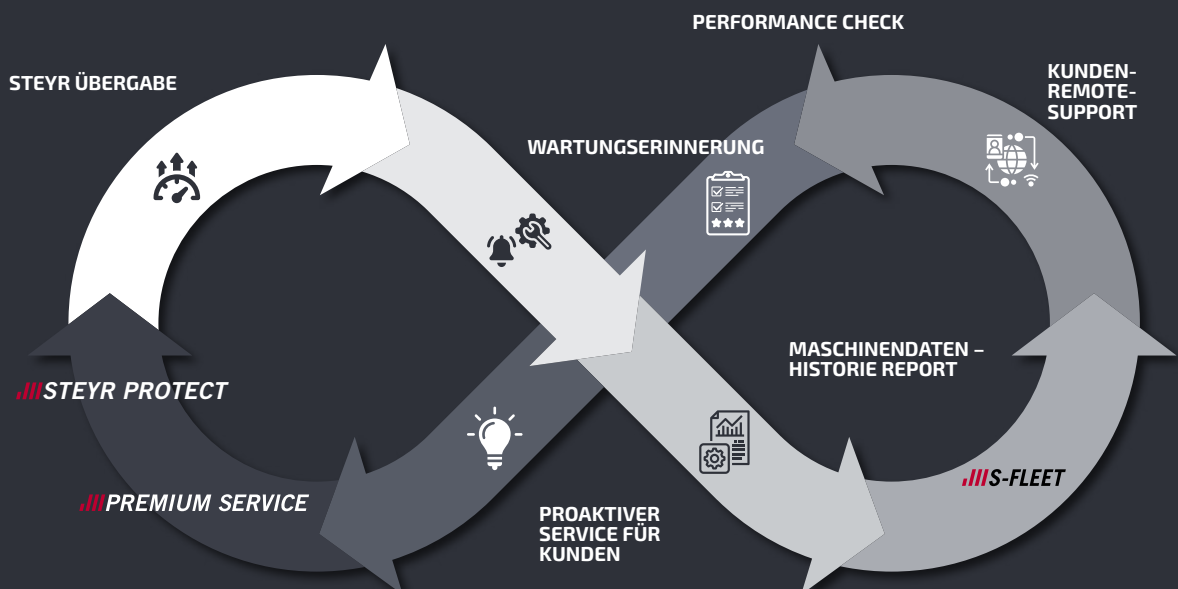 PERFORMANCE CHECK
STEYR ÜBERGABE
KUNDEN-
REMOTE-
SUPPORT
WARTUNGSERINNERUNG
MASCHINENDATEN –
HISTORIE REPORT
STEYR PROTECT
S-FLEET
PREMIUM SERVICE
PROAKTIVER
SERVICE FÜR
KUNDEN